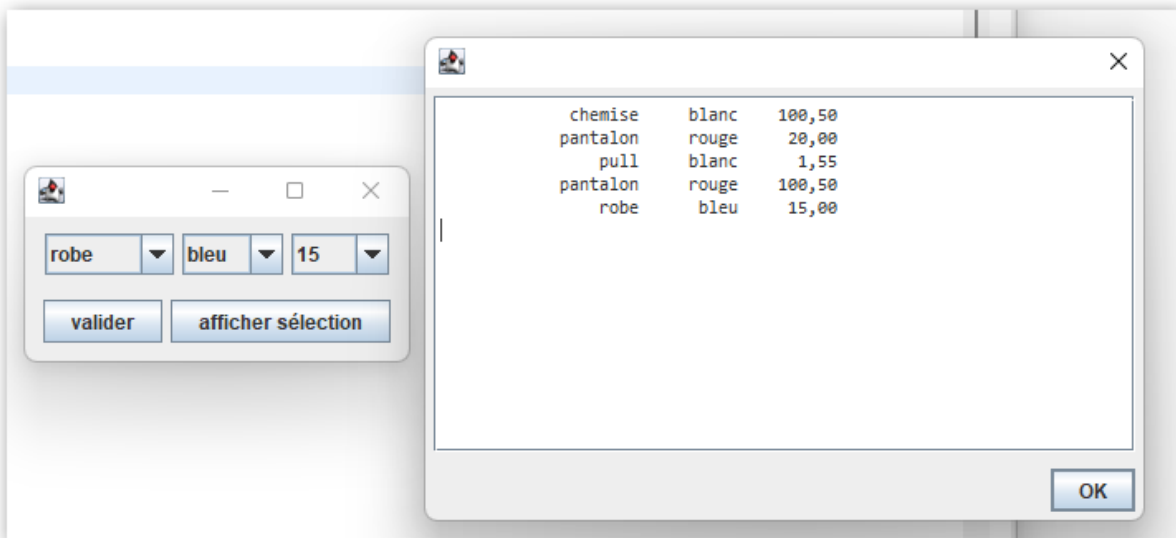 robe bleu 15
valider afficher sélection
chemise blanc 100,50
pantalon rouge 20,00
pull blanc 1,55
pantalon rouge 100,50
robe bleu 15,00
OK